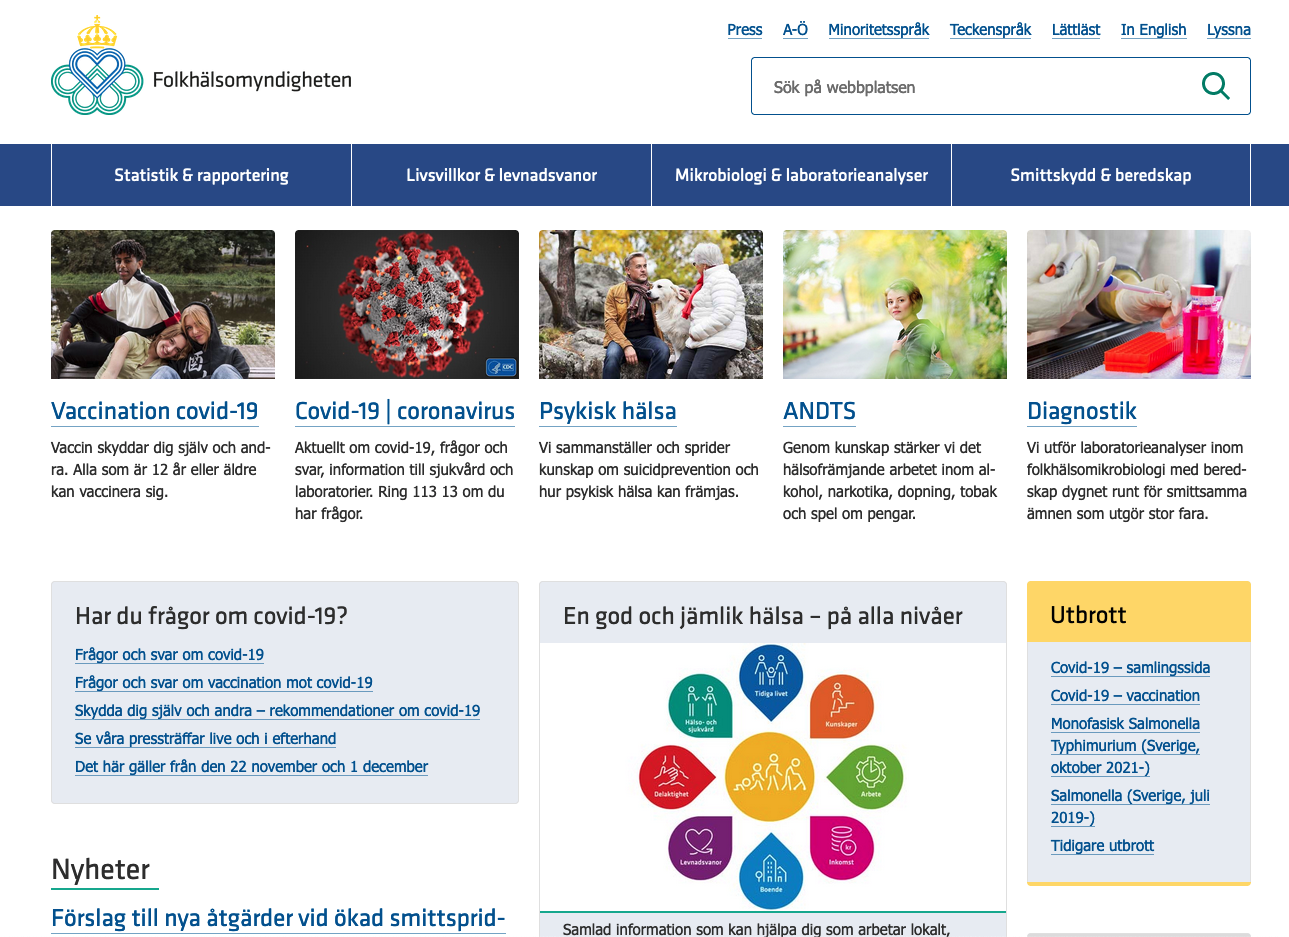 Press
A-Ö
Minoritetsspråk
Teckenspråk
Lättläst
In English
Lyssna
Folkhälsomyndigheten
Sök på webbplatsen
Statistik & rapportering
Livsvillkor & levnadsvanor
Mikrobiologi & laboratorieanalyser
Smittskydd & beredskap
CDC
Vaccination covid-19
Vaccin skyddar dig själv och and-
ra. Alla som är 12 år eller äldre
kan vaccinera sig.
Covid-19 | coronavirus
Aktuellt om covid-19, frågor och
svar, information till sjukvård och
laboratorier. Ring 113 13 om du
har frågor.
Psykisk hälsa
Vi sammanställer och sprider
kunskap om suicidprevention och
hur psykisk hälsa kan främjas.
ANDTS
Genom kunskap stärker vi det
hälsofrämjande arbetet inom al-
kohol, narkotika, dopning, tobak
och spel om pengar.
Diagnostik
Vi utför laboratorieanalyser inom
folkhälsomikrobiologi med bered-
skap dygnet runt för smittsamma
ämnen som utgör stor fara.
Har du frågor om covid-19?
Frågor och svar om covid-19
Frågor och svar om vaccination mot covid-19
Skydda dig själv och andra – rekommendationer om covid-19
Se våra pressträffar live och i efterhand
Det här gäller från den 22 november och 1 december
Nyheter
Förslag till nya åtgärder vid ökad smittsprid-
En god och jämlik hälsa – på alla nivåer
Tidiga livet
Hälso- och
sjukvård
Kunskaper
Delaktighet
Arbete
Levnadsvanor
kr
Inkomst
Boende
Samlad information som kan hjälpa dig som arbetar lokalt,
Utbrott
Covid-19 – samlingssida
Covid-19 – vaccination
Monofasisk Salmonella
Typhimurium (Sverige,
oktober 2021-)
Salmonella (Sverige, juli
2019-)
Tidigare utbrott